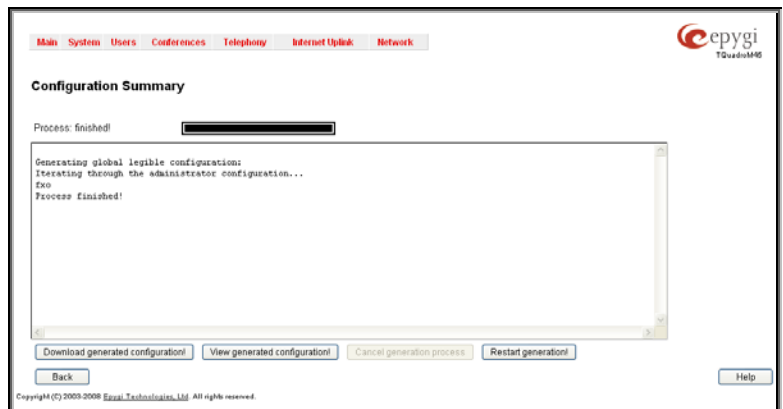 Main System Users Conferences Telephony Internet Uplink Network
epygi
TQuadroM46
Configuration Summary
Process: finished!
Generating global legible configuration:
Iterating through the administrator configuration...
fxo
Process finished!
Download generated configuration! View generated configuration! Cancel generation process Restart generation!
Back Help
Copyright (C) 2003-2008 Epygi Technologies, Ltd. All rights reserved.